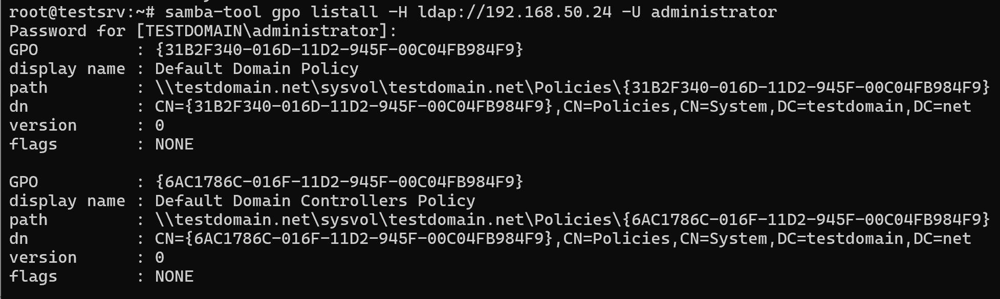 root@testsrv:~# samba-tool gpo listall -H ldap://192.168.50.24 -U administrator
Password for [TESTDOMAIN\administrator]:
GPO          : {31B2F340-016D-11D2-945F-00C04FB984F9}
display name : Default Domain Policy
path         : \\testdomain.net\sysvol\testdomain.net\Policies\{31B2F340-016D-11D2-945F-00C04FB984F9}
dn           : CN={31B2F340-016D-11D2-945F-00C04FB984F9},CN=Policies,CN=System,DC=testdomain,DC=net
version      : 0
flags        : NONE

GPO          : {6AC1786C-016F-11D2-945F-00C04FB984F9}
display name : Default Domain Controllers Policy
path         : \\testdomain.net\sysvol\testdomain.net\Policies\{6AC1786C-016F-11D2-945F-00C04FB984F9}
dn           : CN={6AC1786C-016F-11D2-945F-00C04FB984F9},CN=Policies,CN=System,DC=testdomain,DC=net
version      : 0
flags        : NONE